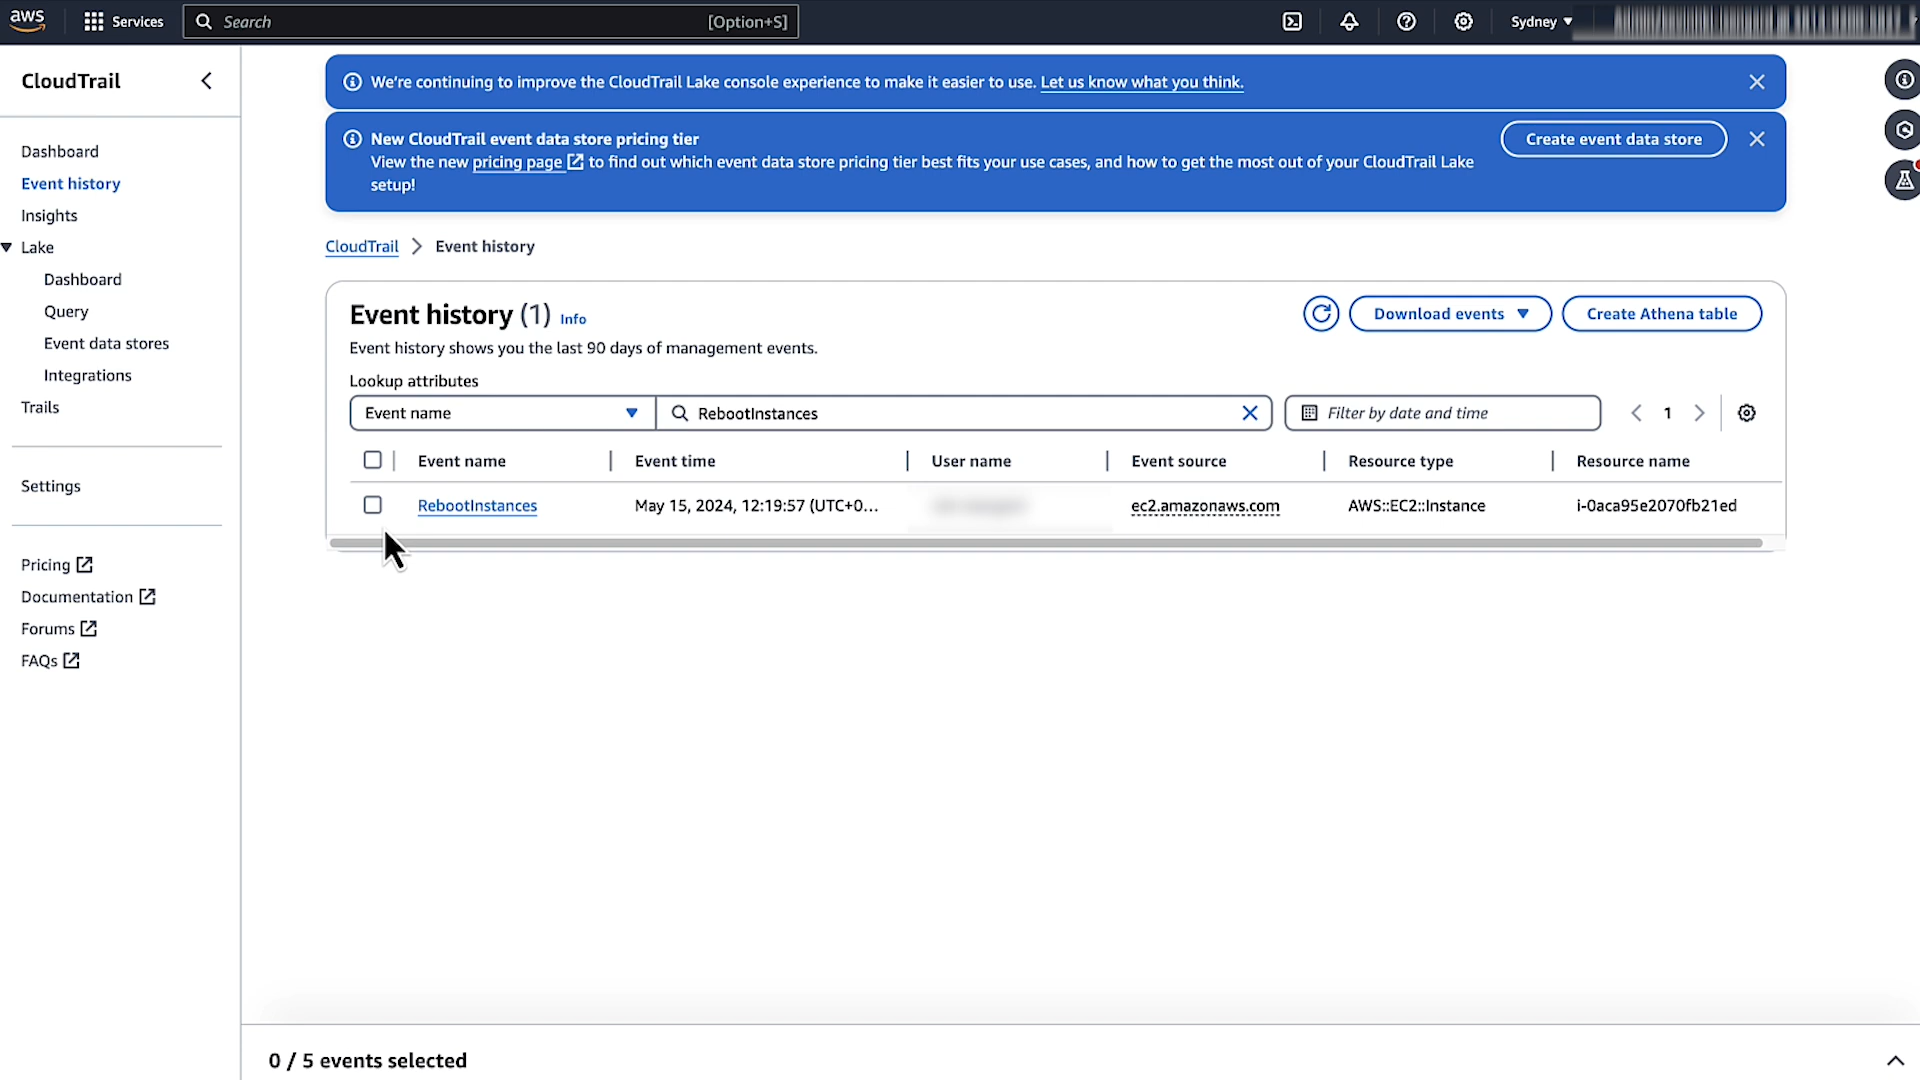 aws
Services
Search
[Option+S]
Sydney
CloudTrail
Dashboard
Event history
Insights
Lake
Dashboard
Query
Event data stores
Integrations
Trails
Settings
Pricing
Documentation
Forums
FAQs
We're continuing to improve the CloudTrail Lake console experience to make it easier to use. Let us know what you think.
New CloudTrail event data store pricing tier
View the new pricing page to find out which event data store pricing tier best fits your use cases, and how to get the most out of your CloudTrail Lake
setup!
Create event data store
CloudTrail > Event history
Event history (1) Info
Download events
Create Athena table
Event history shows you the last 90 days of management events.
Lookup attributes
Event name
RebootInstances
Filter by date and time
1
Event name Event time User name Event source Resource type Resource name
RebootInstances May 15, 2024, 12:19:57 (UTC+0... ec2.amazonaws.com AWS::EC2::Instance i-0aca95e2070fb21ed
0 / 5 events selected